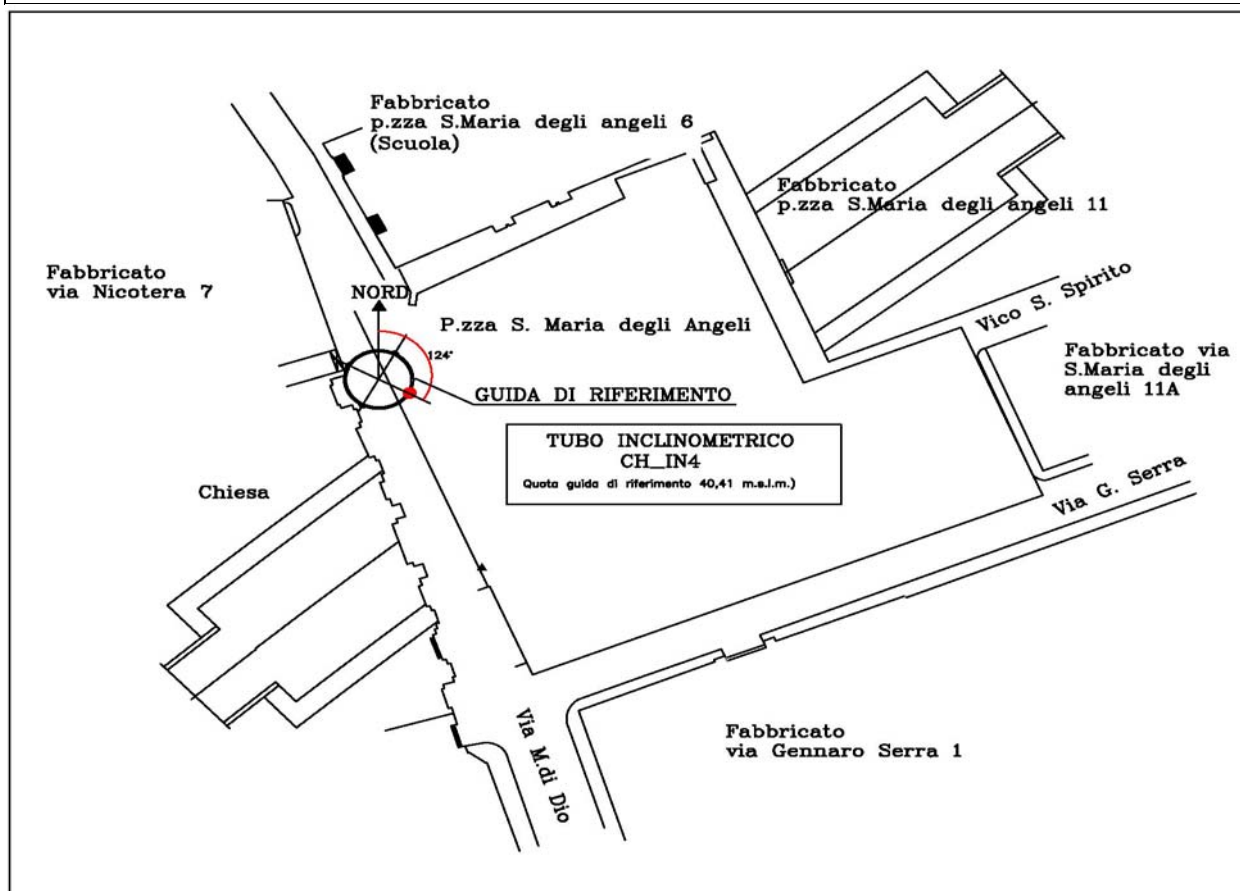 Fabbricato
p.zza S.Maria degli angeli 6
(Scuola)
Fabbricato
p.zza S.Maria degli angeli 11
Fabbricato
via Nicotera 7
NORD
Vico S. Spirito
P.zza S. Maria degli Angeli
124°
Fabbricato via
S.Maria degli
angeli 11A
GUIDA DI RIFERIMENTO
TUBO INCLINOMETRICO
CH_IN4
Quota guida di riferimento 40,41 m.s.l.m.)
Chiesa
Via G. Serra
Via M.di Dio
Fabbricato
via Gennaro Serra 1